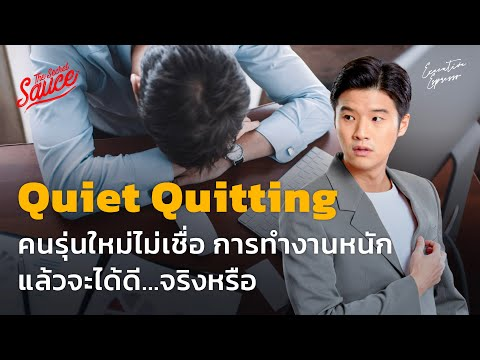 The Secret
Sauce
Executive
Espresso
Quiet Quitting
คนรุ่นใหม่ไม่เชื่อ การทำงานหนัก
แล้วจะได้ดี...จริงหรือ